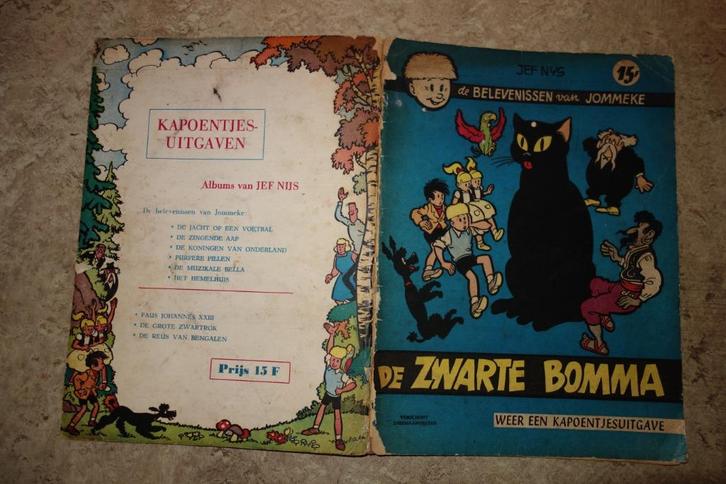 KAPOENTJES-
UITGAVEN
Albums van JEF NIJS
De belevenissen van Jommeke
• DE JACHT OP EEN VOETBAL
• DE ZINGENDE AAP
• DE KONINGEN VAN ONDERLAND
• PURPERE PILLEN
• DE MUZIKALE BELLA
• HET HEMELHUIS
• PAUS JOHANNES XXIII
• DE GROTE ZWARTROK
• DE REUS VAN BENGALEN
Prijs 15 F
JEF NYS
15F
de BELEVENISSEN van JOMMEKE
DE ZWARTE BOMMA
VERSCHIJNT
WEER EEN KAPOENTJESUITGAVE